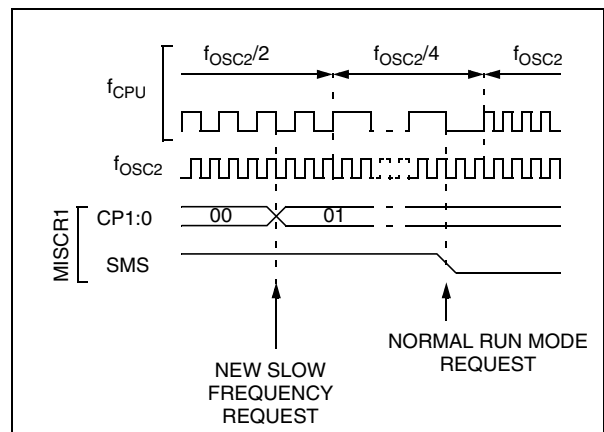 fOSC2/2 fOSC2/4 fOSC2
fCPU
fOSC2
MISCR1
CP1:0 00 01
SMS
NEW SLOW
FREQUENCY
REQUEST
NORMAL RUN MODE
REQUEST